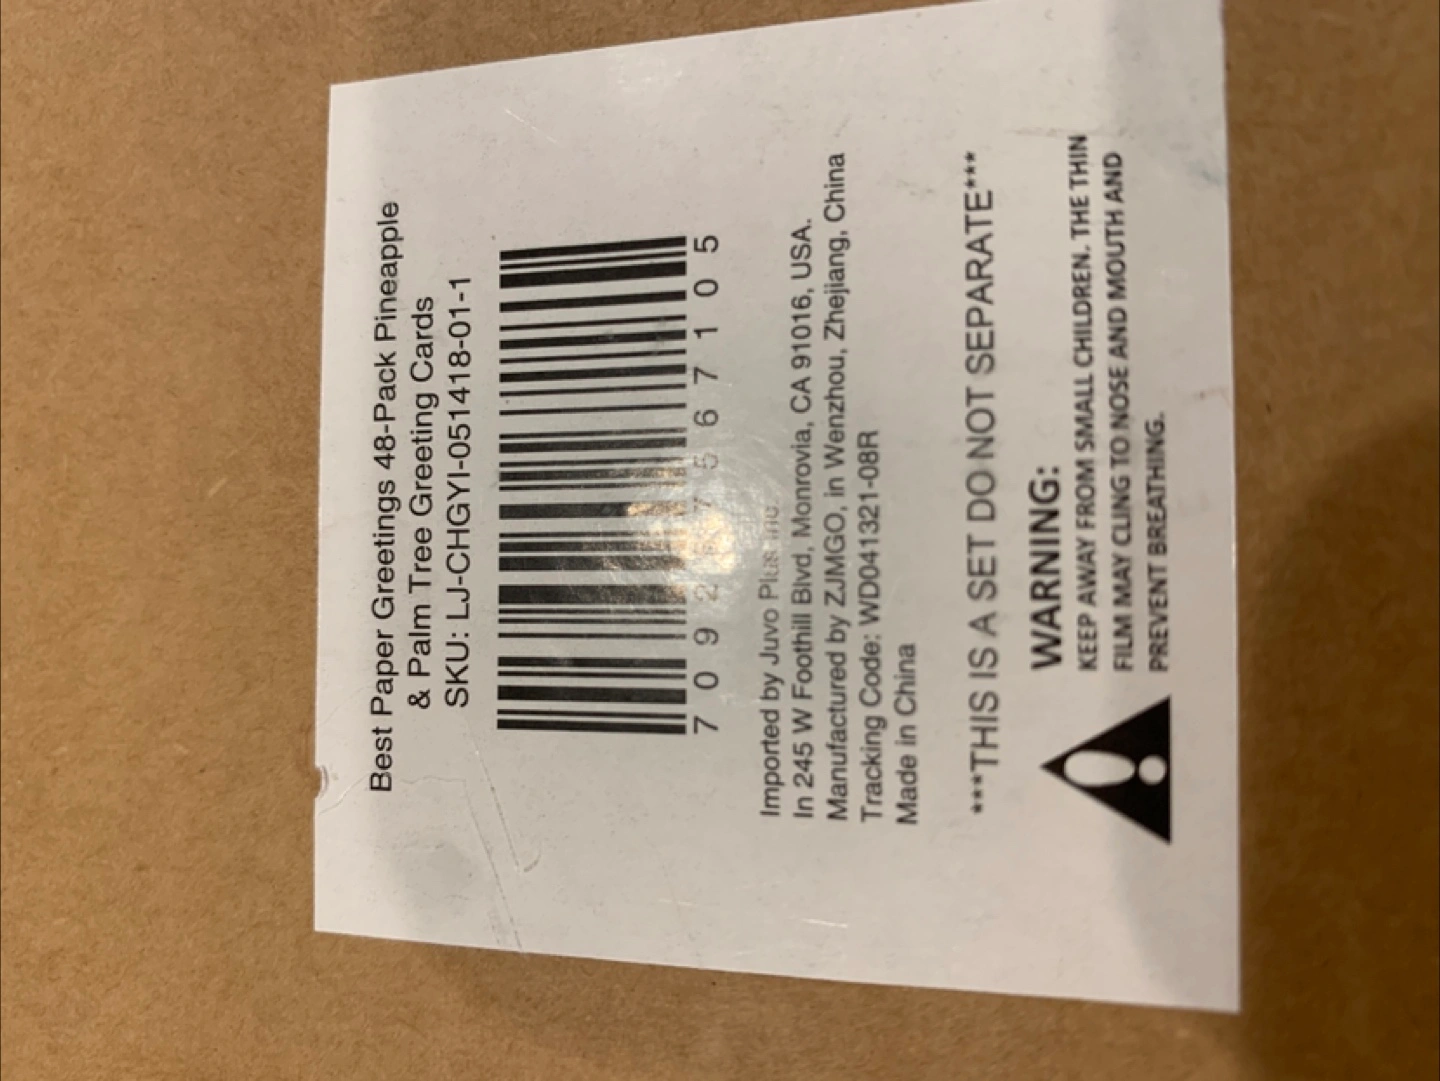 Best Paper Greetings 48-Pack Pineapple
& Palm Tree Greeting Cards
SKU: LJ-CHGYI-051418-01-1
7 0 9 2 7 5 6 7 1 0 5
Imported by Juvo Plus Inc.
In 245 W Foothill Blvd, Monrovia, CA 91016, USA.
Manufactured by ZJMGO, in Wenzhou, Zhejiang, China
Tracking Code: WD041321-08R
Made in China
***THIS IS A SET DO NOT SEPARATE***
WARNING:
KEEP AWAY FROM SMALL CHILDREN. THE THIN
FILM MAY CLING TO NOSE AND MOUTH AND
PREVENT BREATHING.